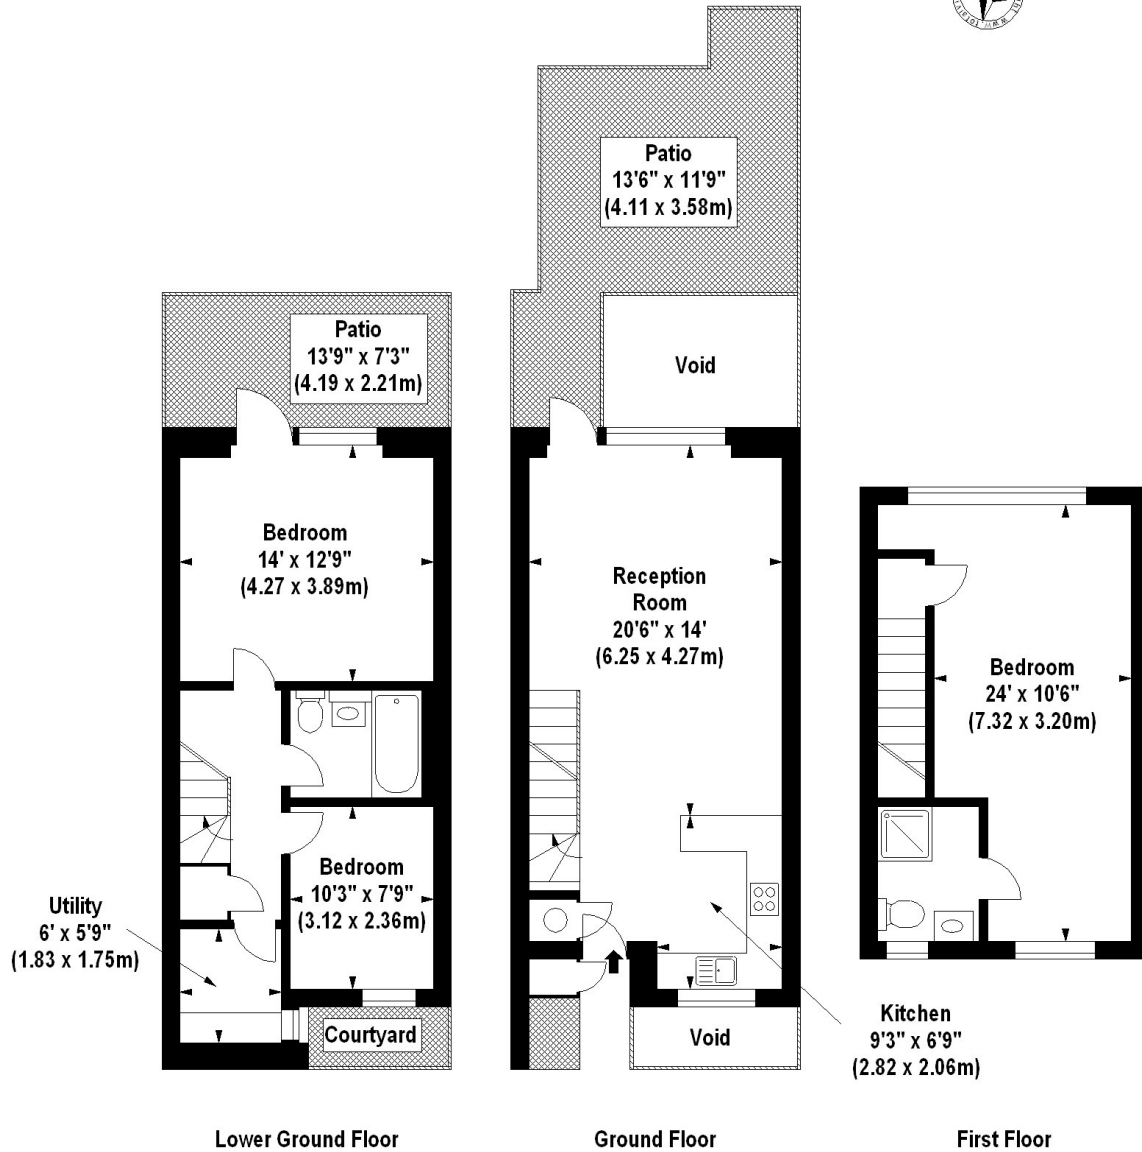 Patio
13'6" x 11'9"
(4.11 x 3.58m)
Patio
13'9" x 7'3"
(4.19 x 2.21m)
Void
Bedroom
14' x 12'9"
(4.27 x 3.89m)
Reception
Room
20'6" x 14'
(6.25 x 4.27m)
Bedroom
24' x 10'6"
(7.32 x 3.20m)
Bedroom
10'3" x 7'9"
(3.12 x 2.36m)
Utility
6' x 5'9"
(1.83 x 1.75m)
Courtyard
Void
Kitchen
9'3" x 6'9"
(2.82 x 2.06m)
Lower Ground Floor
Ground Floor
First Floor